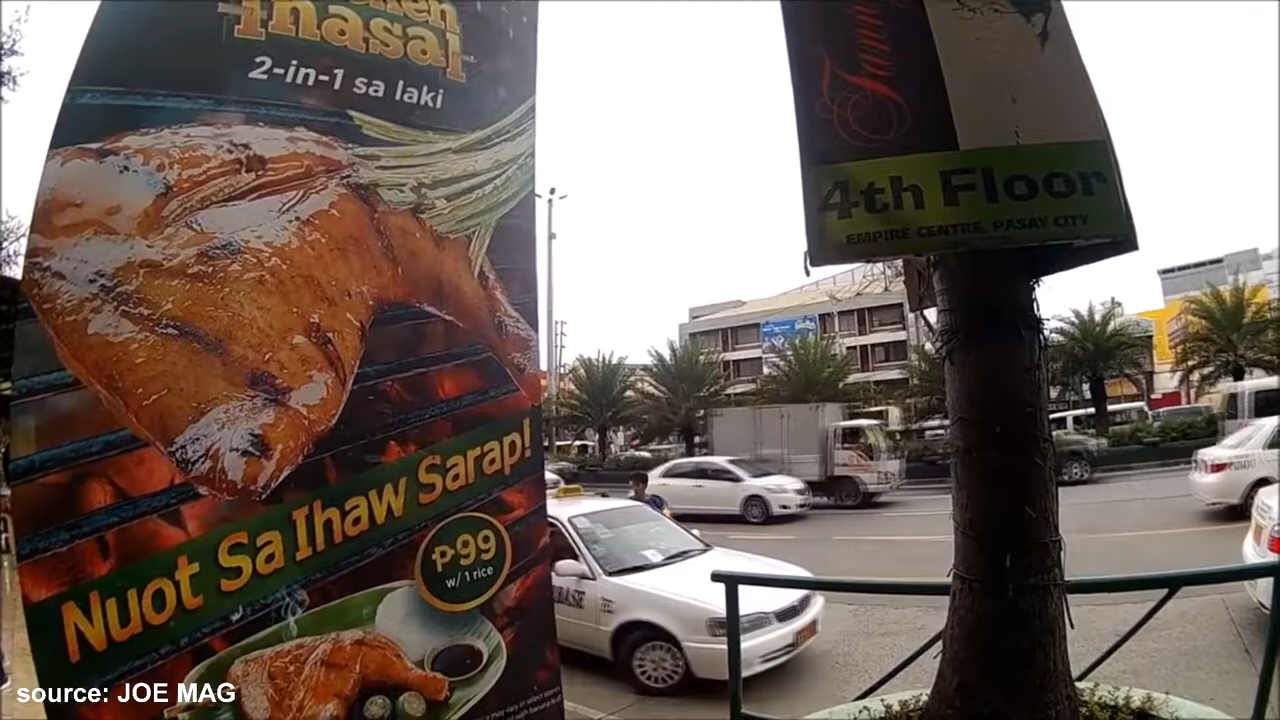 Chicken
inasal
2-in-1 sa laki
Nuot Sa Ihaw Sarap!
₱99
w/ 1 rice
4th Floor
EMPIRE CENTRE, PASAY CITY
source: JOE MAG